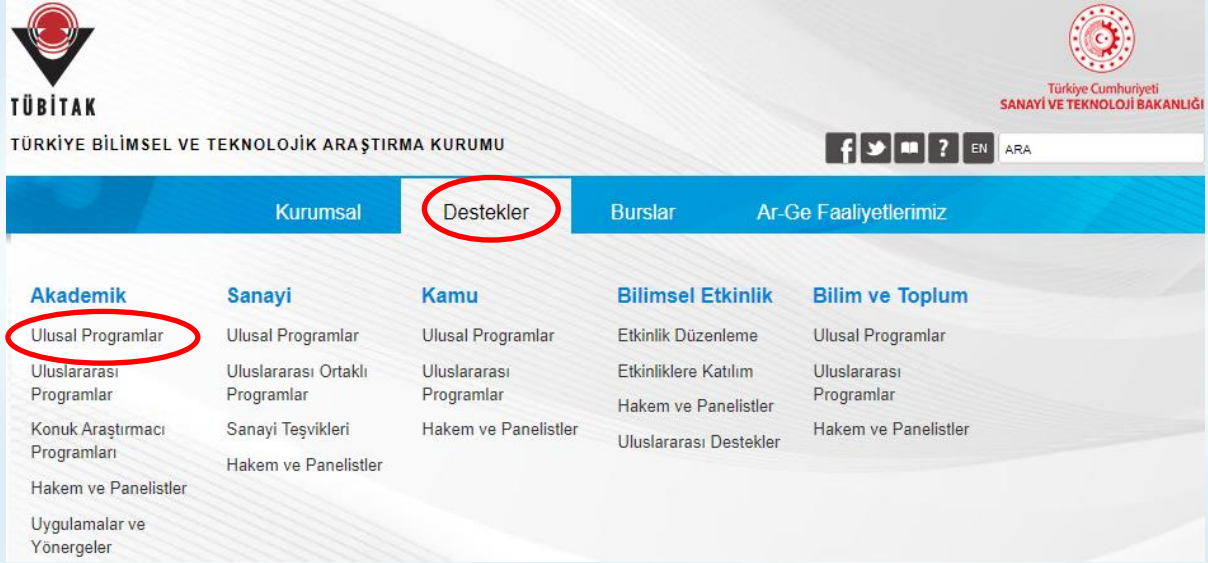 TÜBİTAK
Türkiye Cumhuriyeti
SANAYİ VE TEKNOLOJİ BAKANLIĞI
TÜRKİYE BİLİMSEL VE TEKNOLOJİK ARAŞTIRMA KURUMU
f ? EN ARA
Kurumsal Destekler Burslar Ar-Ge Faaliyetlerimiz
Akademik
Ulusal Programlar
Uluslararası
Programlar
Konuk Araştırmacı
Programları
Hakem ve Panelistler
Uygulamalar ve
Yönergeler
Sanayi
Ulusal Programlar
Uluslararası Ortaklı
Programlar
Sanayi Teşvikleri
Hakem ve Panelistler
Kamu
Ulusal Programlar
Uluslararası
Programlar
Hakem ve Panelistler
Bilimsel Etkinlik
Etkinlik Düzenleme
Etkinliklere Katılım
Hakem ve Panelistler
Uluslararası Destekler
Bilim ve Toplum
Ulusal Programlar
Uluslararası
Programlar
Hakem ve Panelistler